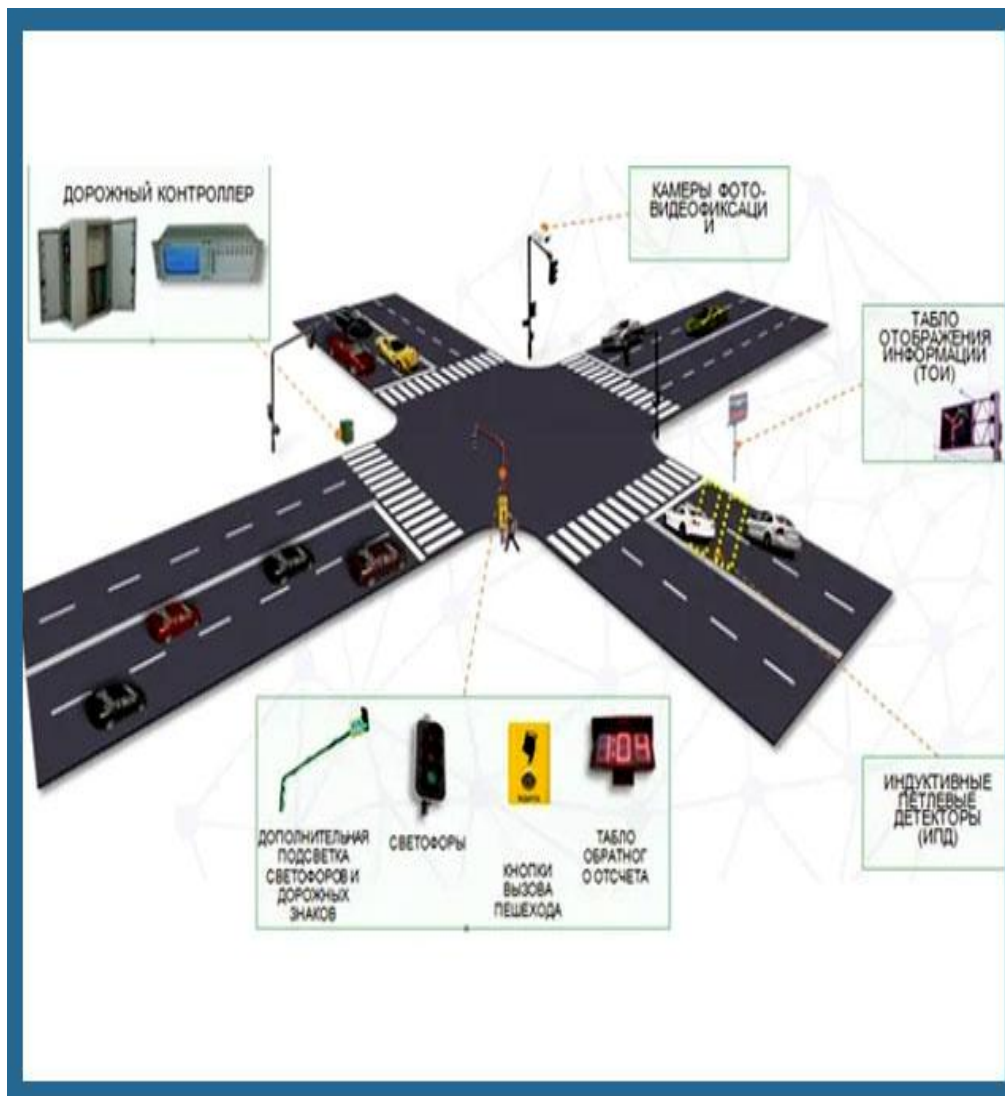 ДОРОЖНЫЙ КОНТРОЛЛЕР
КАМЕРЫ ФОТО-
ВИДЕОФИКСАЦИ
И
ТАБЛО
ОТОБРАЖЕНИЯ
ИНФОРМАЦИИ
(ТОИ)
1:04
ДОПОЛНИТЕЛЬНАЯ
ПОДСВЕТКА
СВЕТОФОРОВ И
ДОРОЖНЫХ
ЗНАКОВ
СВЕТОФОРЫ
КНОПКИ
ВЫЗОВА
ПЕШЕХОДА
ТАБЛО
ОБРАТНОГ
О ОТСЧЕТА
ИНДУКТИВНЫЕ
ПЕТЛЕВЫЕ
ДЕТЕКТОРЫ
(ИПД)